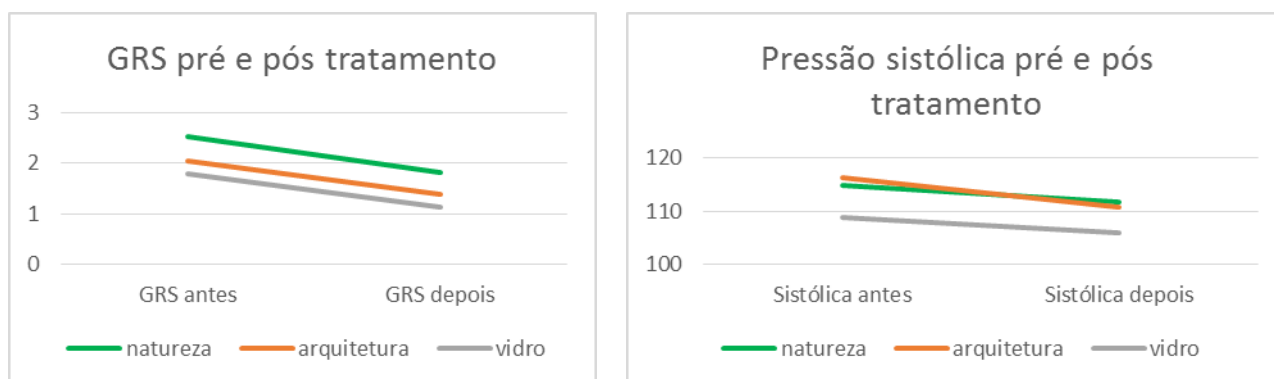 GRS pré e pós tratamento
3
2
1
0
GRS antes GRS depois
natureza arquitetura vidro
Pressão sistólica pré e pós
tratamento
120
110
100
Sistólica antes Sistólica depois
natureza arquitetura vidro